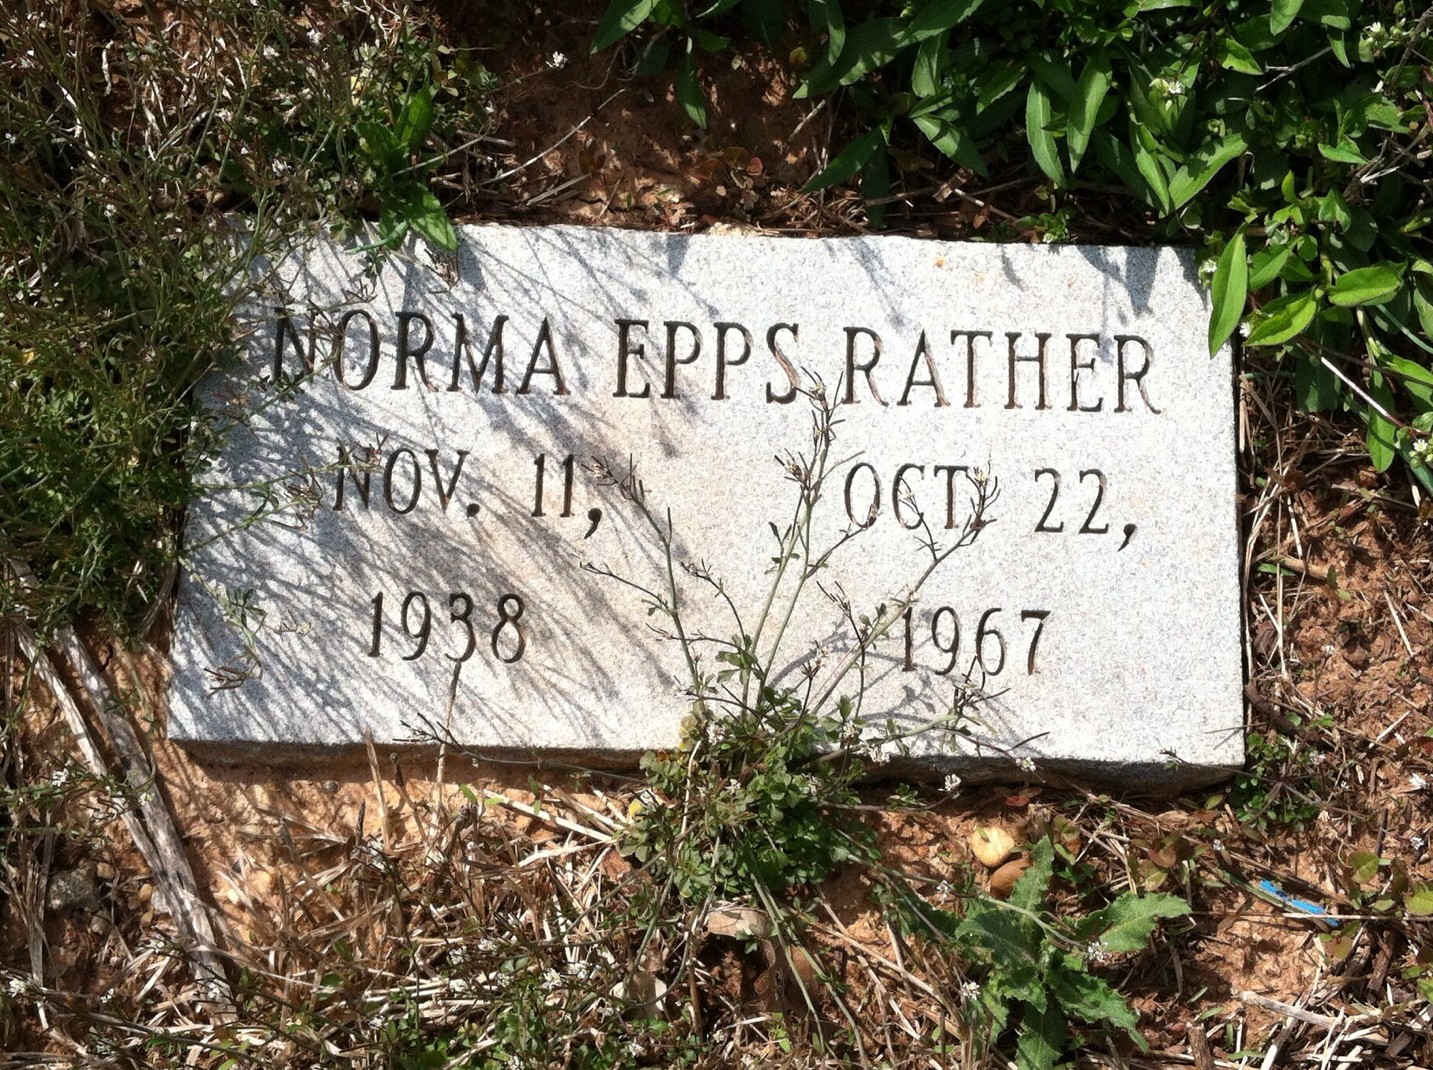 NORMA EPPS RATHER
NOV. 11, OCT. 22,
1938 1967